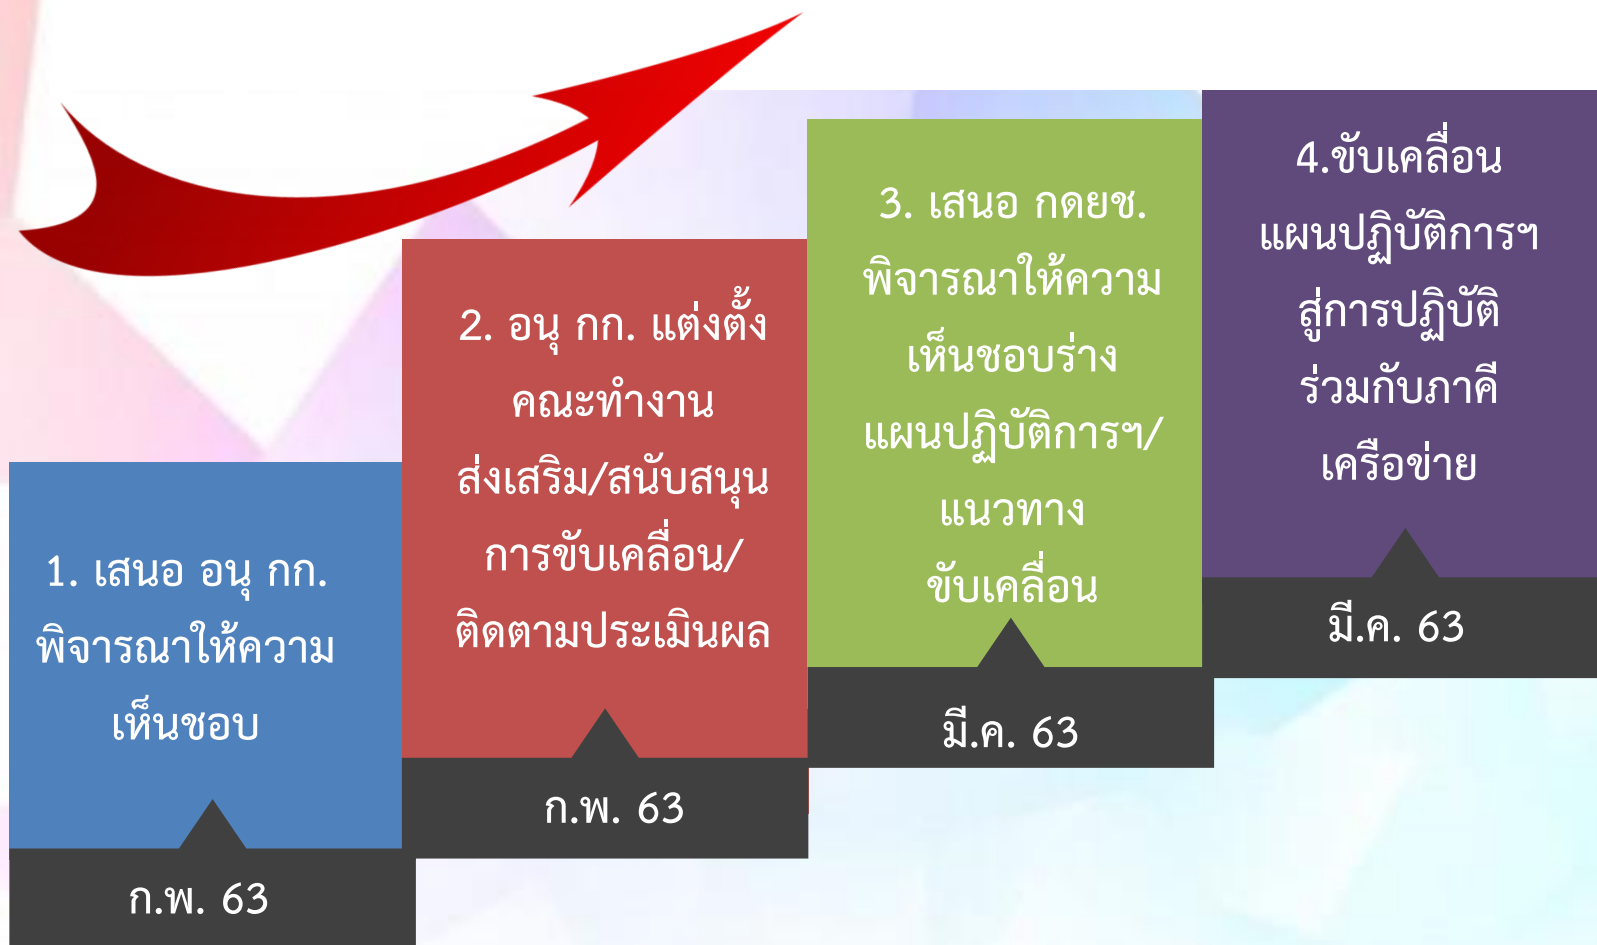 1. เสนอ อนุ กก.
พิจารณาให้ความ
เห็นชอบ
ก.พ. 63
2. อนุ กก. แต่งตั้ง
คณะทำงาน
ส่งเสริม/สนับสนุน
การขับเคลื่อน/
ติดตามประเมินผล
ก.พ. 63
3. เสนอ กดยช.
พิจารณาให้ความ
เห็นชอบร่าง
แผนปฏิบัติการฯ/
แนวทาง
ขับเคลื่อน
มี.ค. 63
4.ขับเคลื่อน
แผนปฏิบัติการฯ
สู่การปฏิบัติ
ร่วมกับภาคี
เครือข่าย
มี.ค. 63